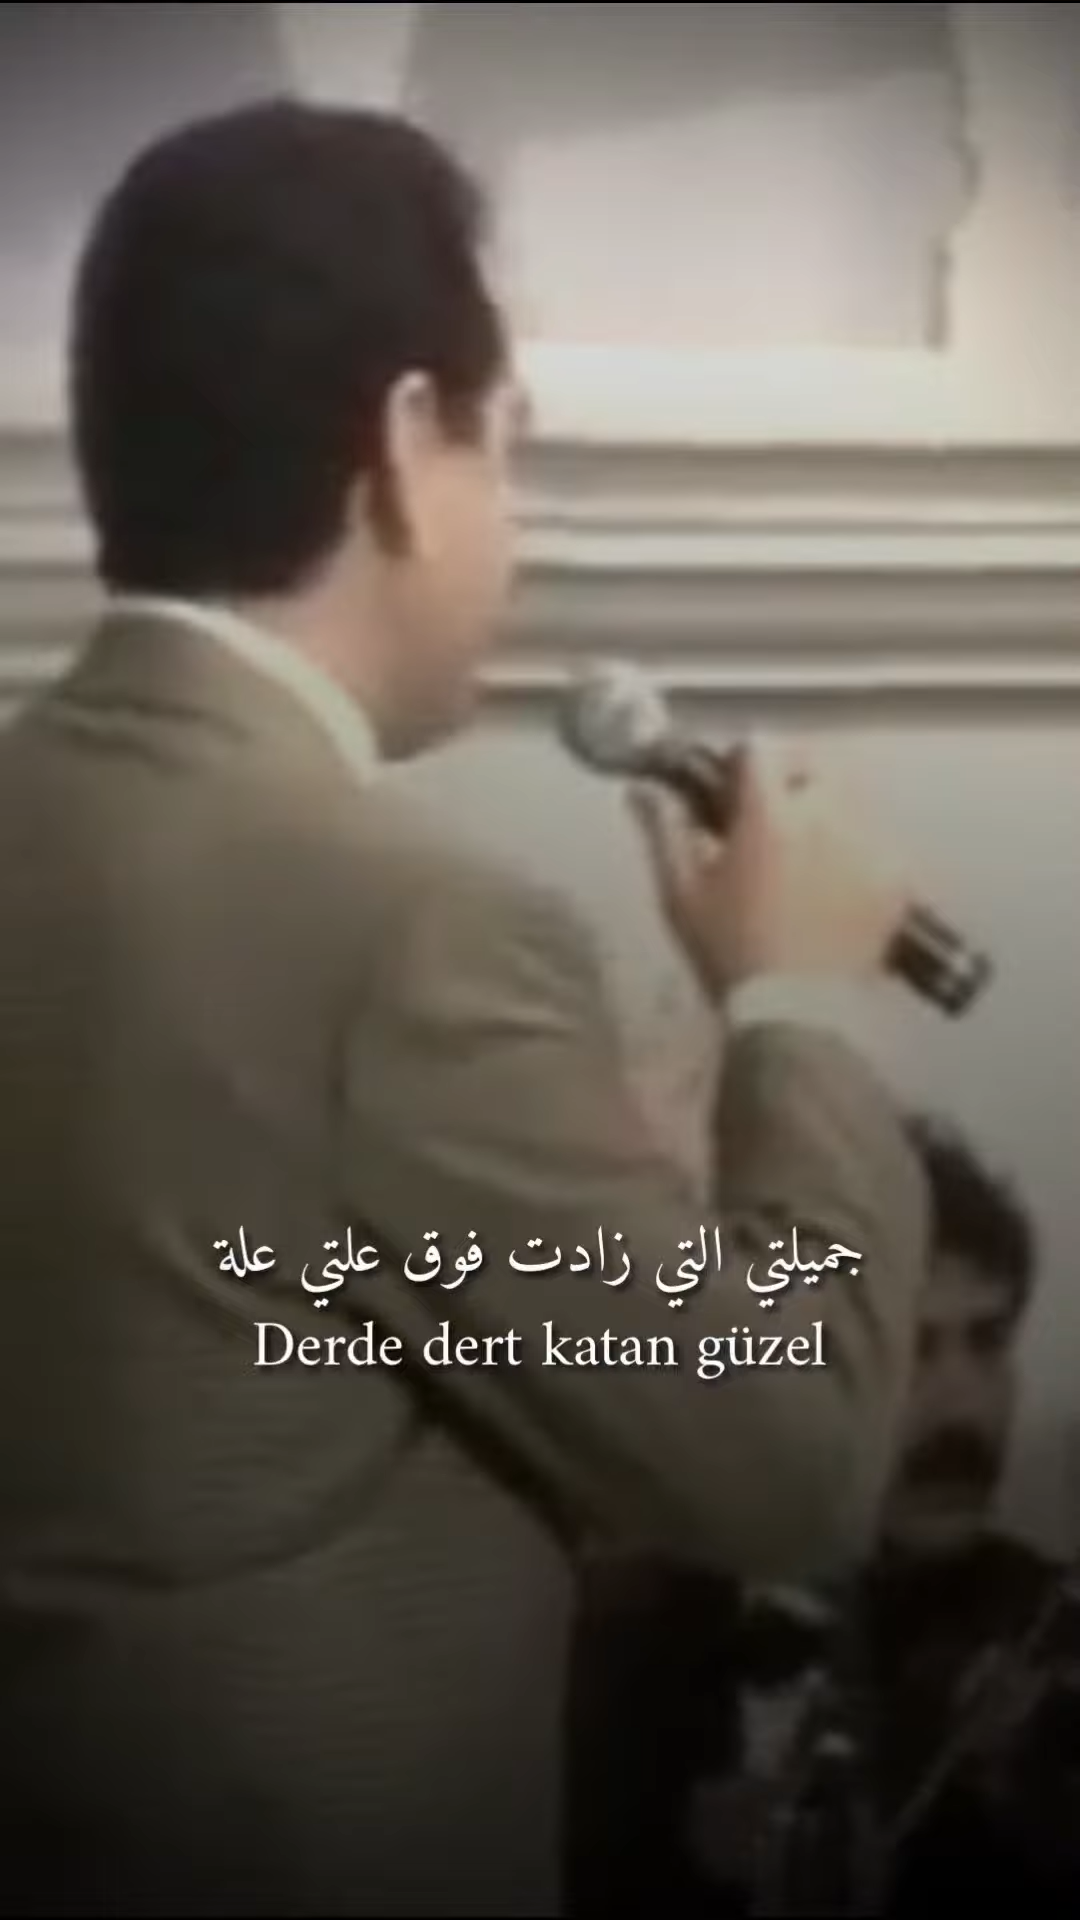 جميلتي التي زادت فوق علتي علة
Derde dert katan güzel